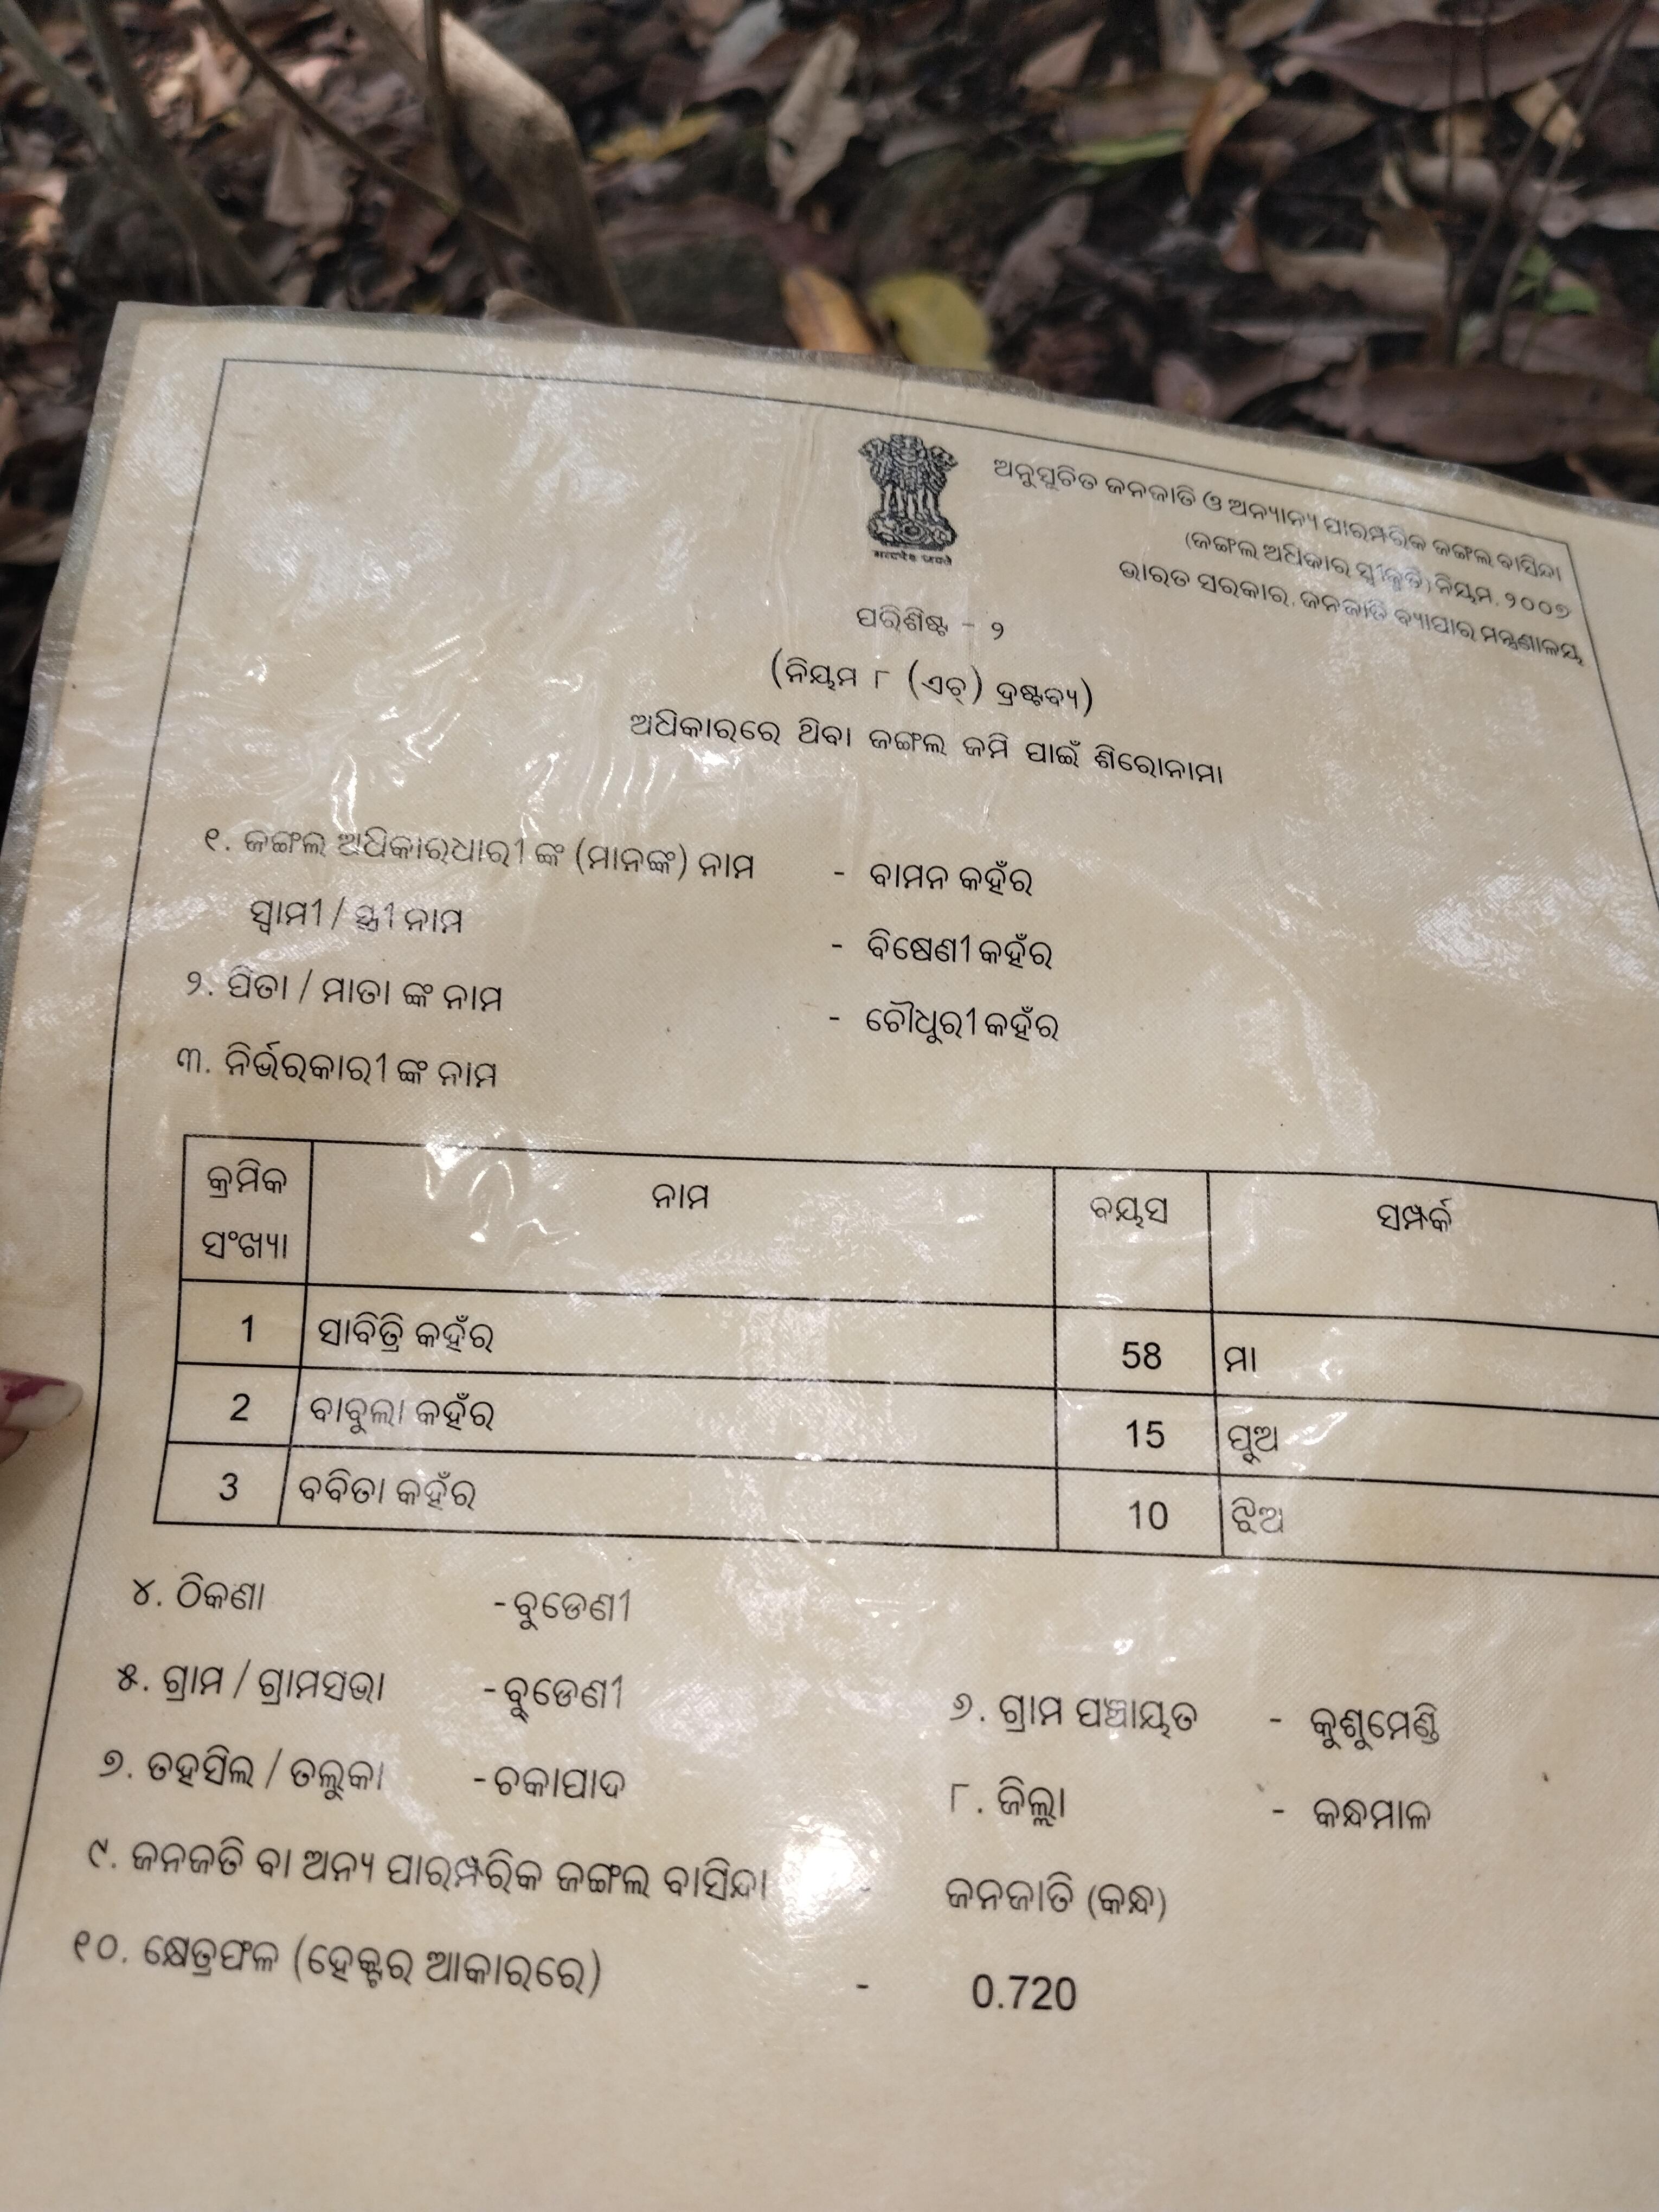 ଅନୁସୂଚିତ ଜନଜାତି ଓ ଅନ୍ୟାନ୍ୟ ପାରମ୍ପରିକ ଜଙ୍ଗଲ ବାସିନ୍ଦା
(ଜଙ୍ଗଲ ଅଧିକାର ସ୍ୱୀକୃତି) ନିୟମ, ୨୦୦୭
ଭାରତ ସରକାର, ଜନଜାତି ବ୍ୟାପାର ମନ୍ତ୍ରଣାଳୟ
ପରିଶିଷ୍ଟ - ୨
(ନିୟମ ୮ (ଏଚ୍) ଦ୍ରଷ୍ଟବ୍ୟ)
ଅଧିକାରରେ ଥିବା ଜଙ୍ଗଲ ଜମି ପାଇଁ ଶିରୋନାମା
୧. ଜଙ୍ଗଲ ଅଧିକାରଧାରୀ ଙ୍କ (ମାନଙ୍କ) ନାମ - ବାମନ କହଁର
ସ୍ୱାମୀ / ସ୍ତ୍ରୀ ନାମ - ବିଷେଣୀ କହଁର
୨. ପିତା / ମାତା ଙ୍କ ନାମ - ଚୌଧୁରୀ କହଁର
୩. ନିର୍ଭରକାରୀ ଙ୍କ ନାମ
କ୍ରମିକ ସଂଖ୍ୟା ନାମ ବୟସ ସମ୍ପର୍କ
1 ସାବିତ୍ରି କହଁର 58 ମା
2 ବାବୁଲା କହଁର 15 ପୁଅ
3 ବବିତା କହଁର 10 ଝିଅ
୪. ଠିକଣା - ବୁଡେଣୀ
୫. ଗ୍ରାମ / ଗ୍ରାମସଭା - ବୁଡେଣୀ ୬. ଗ୍ରାମ ପଞ୍ଚାୟତ - କୁଶୁମେଣ୍ଡି
୭. ତହସିଲ / ତଲୁକା - ଚକାପାଦ ୮. ଜିଲ୍ଲା - କନ୍ଧମାଳ
୯. ଜନଜତି ବା ଅନ୍ୟ ପାରମ୍ପରିକ ଜଙ୍ଗଲ ବାସିନ୍ଦା - ଜନଜାତି (କନ୍ଧ)
୧୦. କ୍ଷେତ୍ରଫଳ (ହେକ୍ଟର ଆକାରରେ) - 0.720